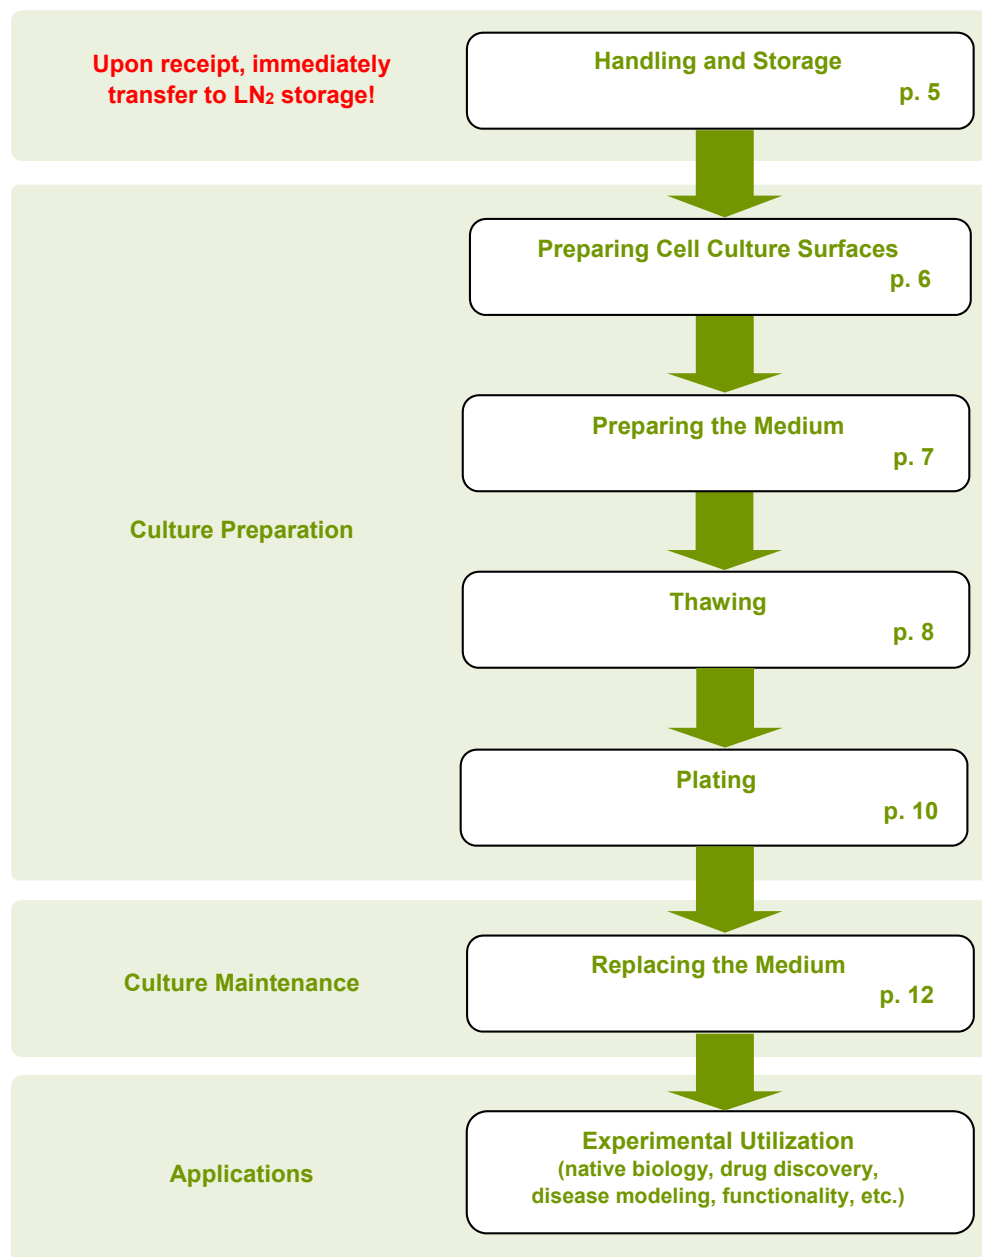 Upon receipt, immediately
transfer to LN₂ storage!
Handling and Storage
p. 5
Preparing Cell Culture Surfaces
p. 6
Preparing the Medium
p. 7
Culture Preparation
Thawing
p. 8
Plating
p. 10
Replacing the Medium
Culture Maintenance
p. 12
Experimental Utilization
(native biology, drug discovery,
disease modeling, functionality, etc.)
Applications